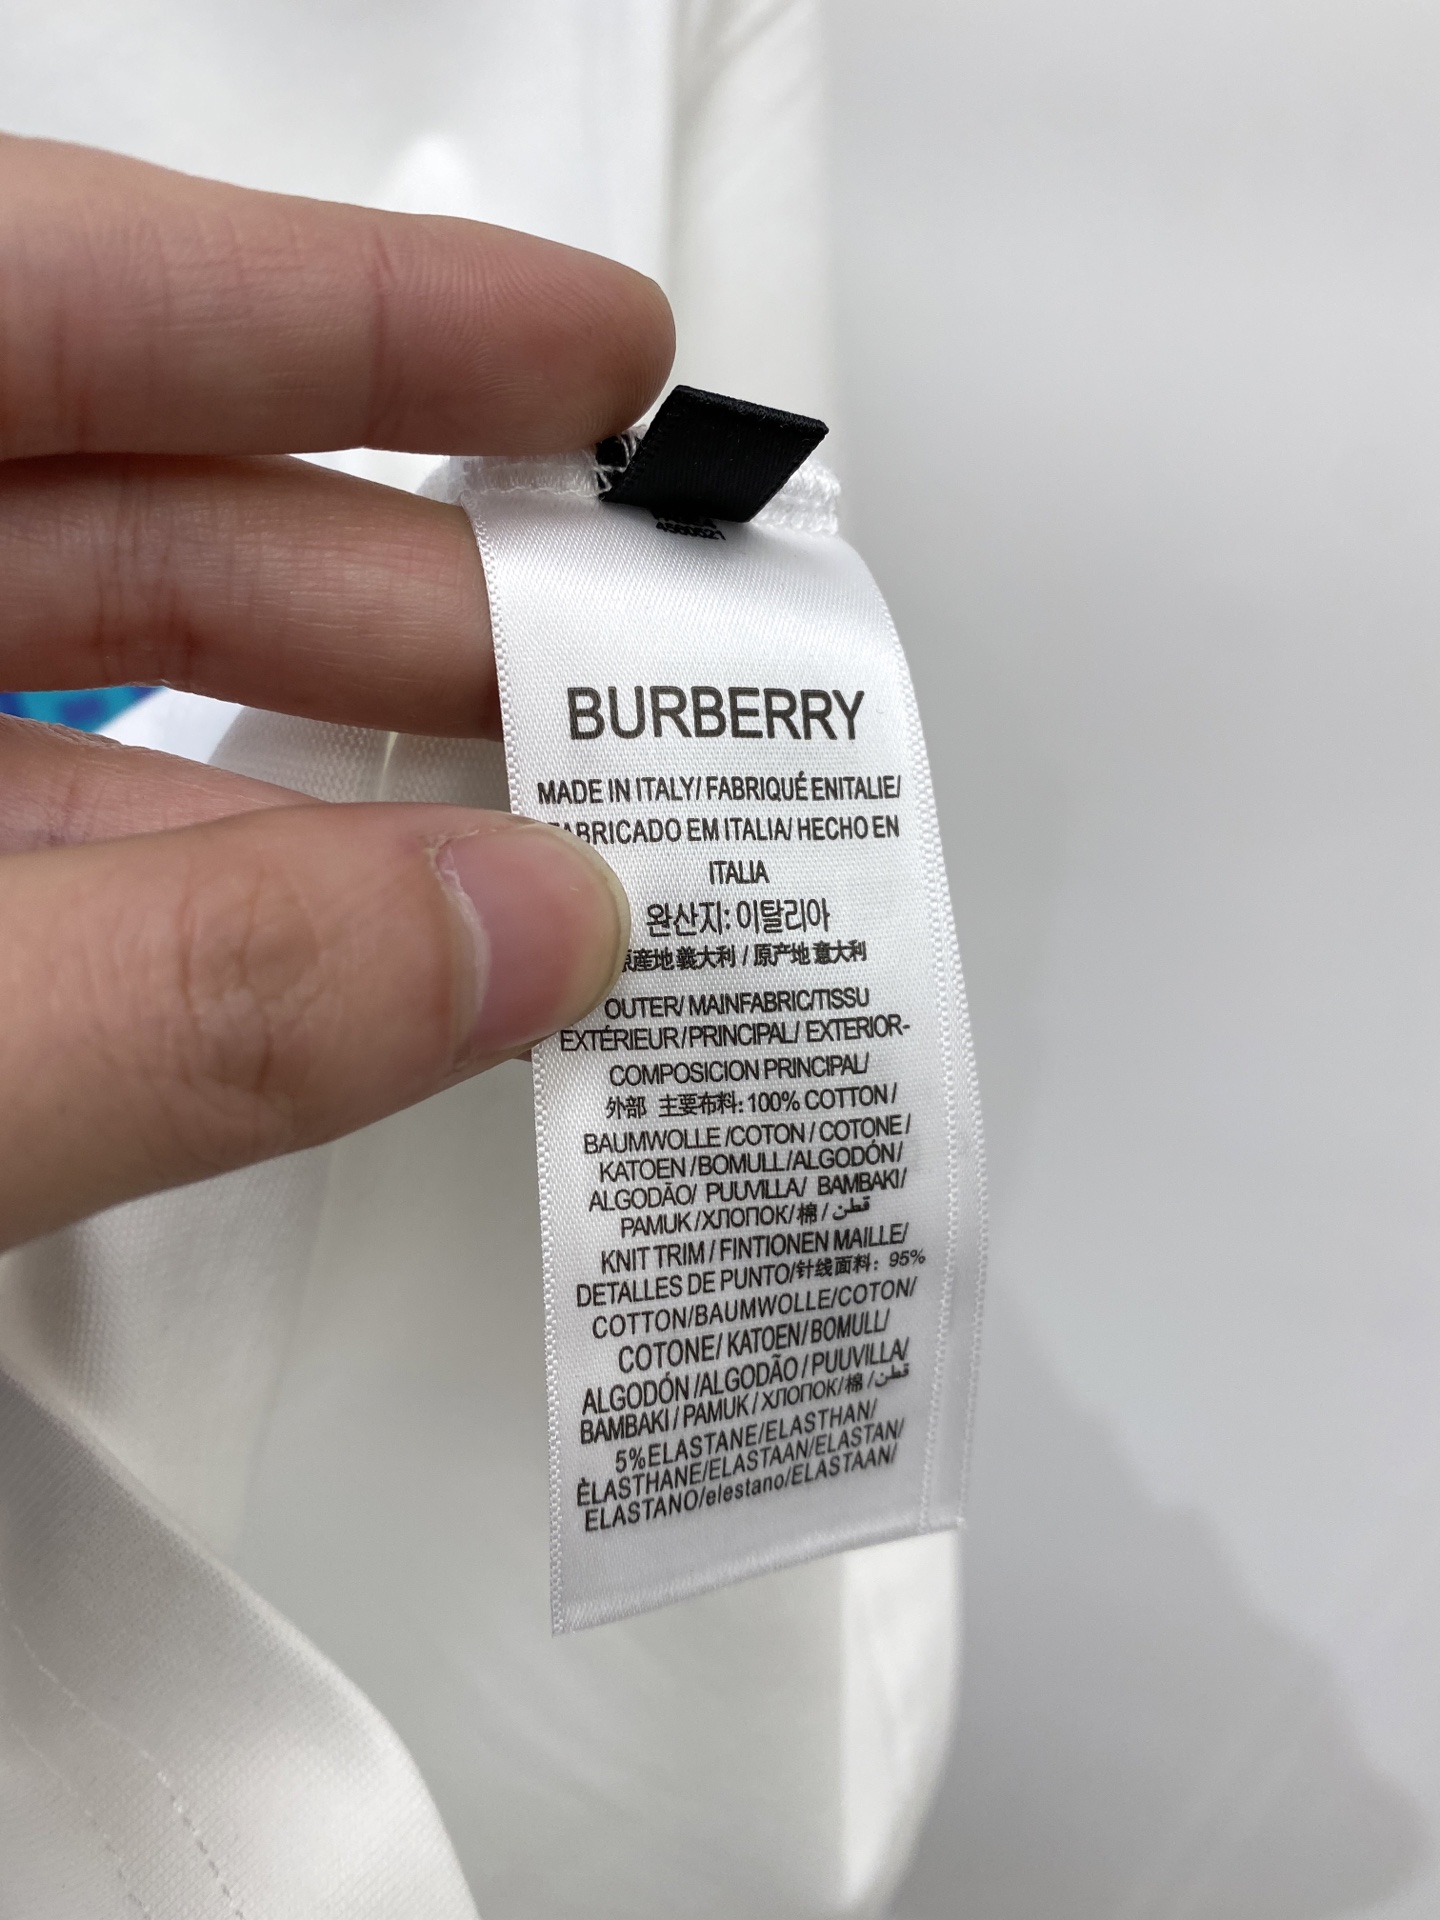 4560621
BURBERRY
MADE IN ITALY/ FABRIQUÉ ENITALIE/
FABRICADO EM ITALIA/ HECHO EN
ITALIA
완산지: 이탈리아
原産地 義大利 / 原产地 意大利
OUTER/ MAINFABRIC/TISSU
EXTÉRIEUR/PRINCIPAL/ EXTERIOR-
COMPOSICION PRINCIPAL/
外部 主要布料: 100% COTTON /
BAUMWOLLE /COTON / COTONE /
KATOEN /BOMULL/ALGODÓN/
ALGODÃO/ PUUVILLA/ BAMBAKI/
PAMUK /ХЛОПОК/ 棉 / قطن
KNIT TRIM / FINTIONEN MAILLE/
DETALLES DE PUNTO/针线面料: 95%
COTTON/BAUMWOLLE/COTON/
COTONE/ KATOEN/ BOMULL/
ALGODÓN /ALGODÃO / PUUVILLA/
BAMBAKI / PAMUK / ХЛОПОК/棉 /قطن
5%ELASTANE/ELASTHAN/
ÈLASTHANE/ELASTAAN/ELASTAN/
ELASTANO/elestano/ELASTAAN/